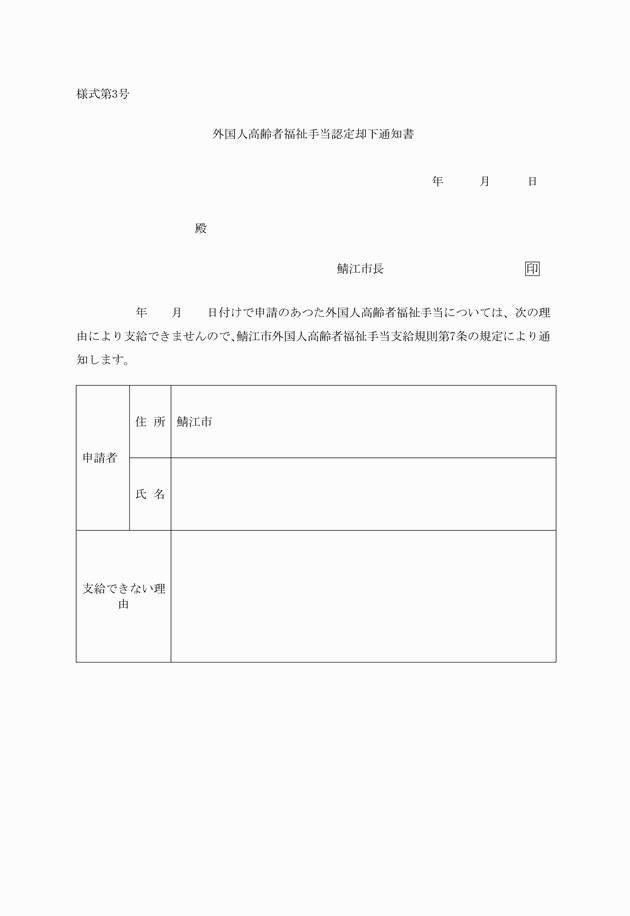 様式第3号
外国人高齢者福祉手当認定却下通知書
年　　　月　　　日
殿
鯖江市長　　　　　　　　　　　　印
年　　月　　日付けで申請のあつた外国人高齢者福祉手当については、次の理
由により支給できませんので、鯖江市外国人高齢者福祉手当支給規則第7条の規定により通
知します。
申請者
住 所
鯖江市
氏 名
支給できない理
由